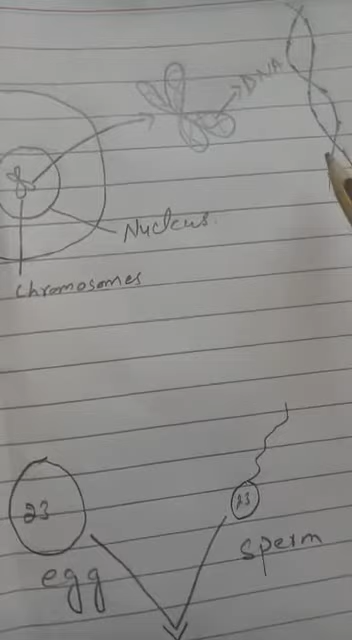 DNA
Nucleus.
Chromosomes
23
23
egg
sperm